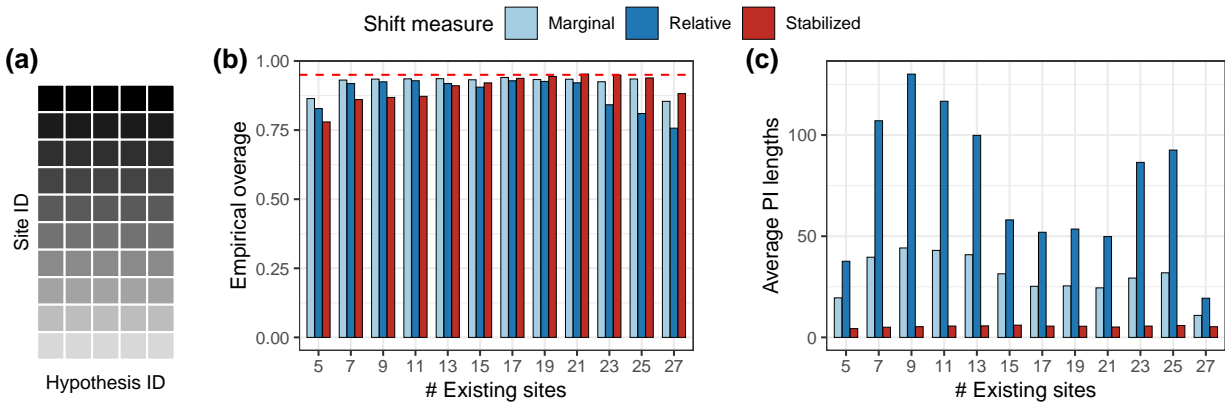 Shift measure Marginal Relative Stabilized
(a)
Site ID
Hypothesis ID
(b)
Empirical overage
1.00
0.75
0.50
0.25
0.00
5 7 9 11 13 15 17 19 21 23 25 27
# Existing sites
(c)
Average PI lengths
100
50
0
5 7 9 11 13 15 17 19 21 23 25 27
# Existing sites